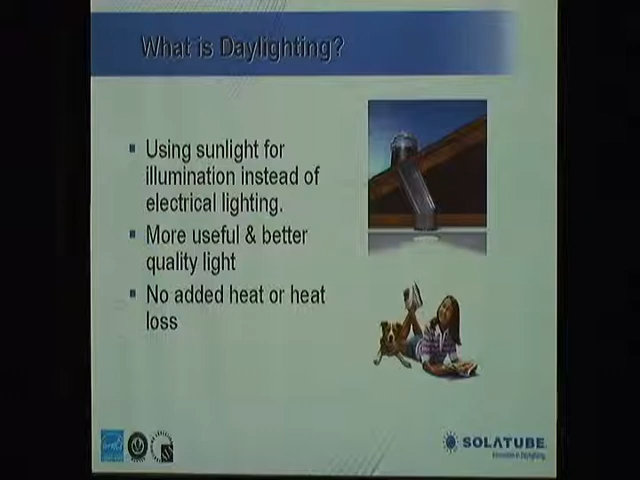 What is Daylighting?
Using sunlight for
illumination instead of
electrical lighting.
More useful & better
quality light
No added heat or heat
loss
SOLATUBE.